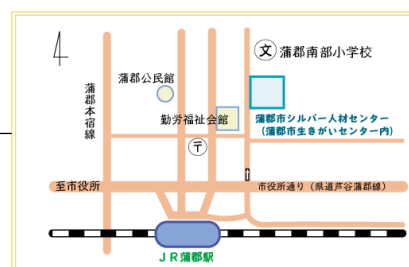 文 蒲郡南部小学校
蒲郡公民館
蒲郡本宿線
勤労福祉会館
蒲郡市シルバー人材センター
(蒲郡市生きがいセンター内)
〒
至市役所
市役所通り(県道芦谷蒲郡線)
JR蒲郡駅